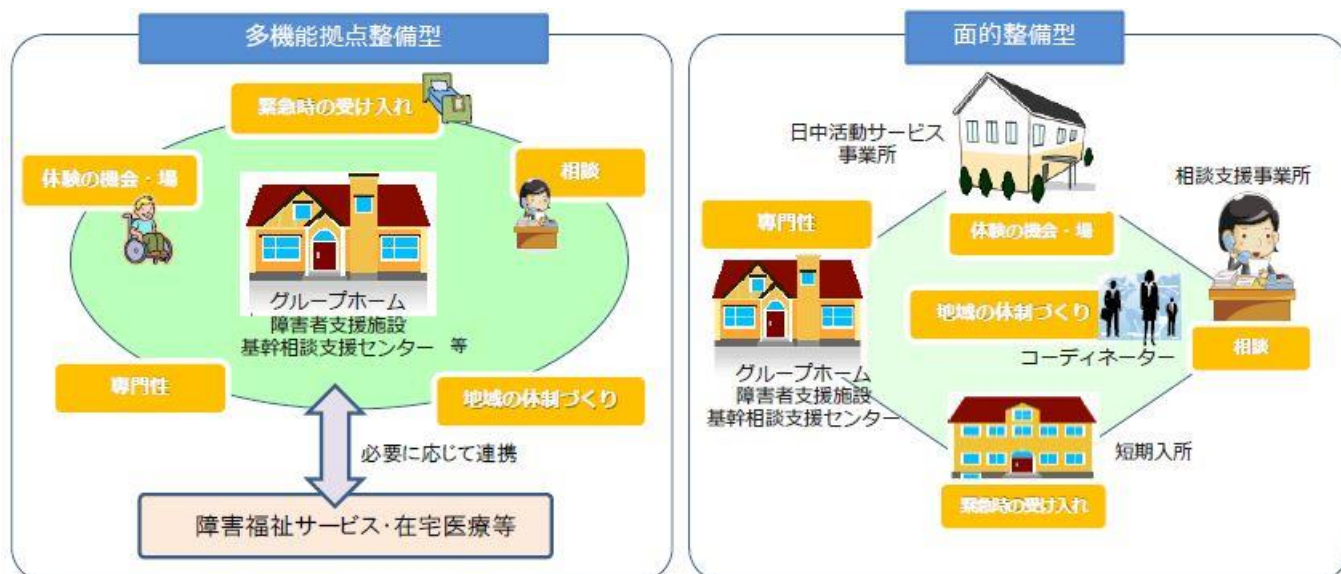 多機能拠点整備型
緊急時の受け入れ
体験の機会・場
相談
グループホーム
障害者支援施設
基幹相談支援センター 等
専門性
地域の体制づくり
必要に応じて連携
障害福祉サービス・在宅医療等
面的整備型
日中活動サービス
事業所
相談支援事業所
専門性
体験の機会・場
地域の体制づくり
コーディネーター
相談
グループホーム
障害者支援施設
基幹相談支援センター
短期入所
緊急時の受け入れ